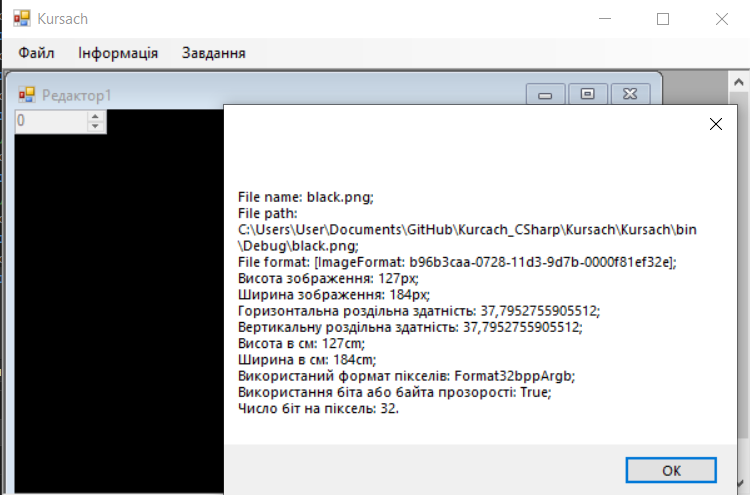 Kursach
Файл Інформація Завдання
Редактор1
0
File name: black.png;
File path:
C:\Users\User\Documents\GitHub\Kurcach_CSharp\Kursach\Kursach\bin
\Debug\black.png;
File format: [ImageFormat: b96b3caa-0728-11d3-9d7b-0000f81ef32e];
Висота зображення: 127px;
Ширина зображення: 184px;
Горизонтальна роздільна здатність: 37,7952755905512;
Вертикальну роздільна здатність: 37,7952755905512;
Висота в см: 127cm;
Ширина в см: 184cm;
Використаний формат пікселів: Format32bppArgb;
Використання біта або байта прозорості: True;
Число біт на піксель: 32.
OK